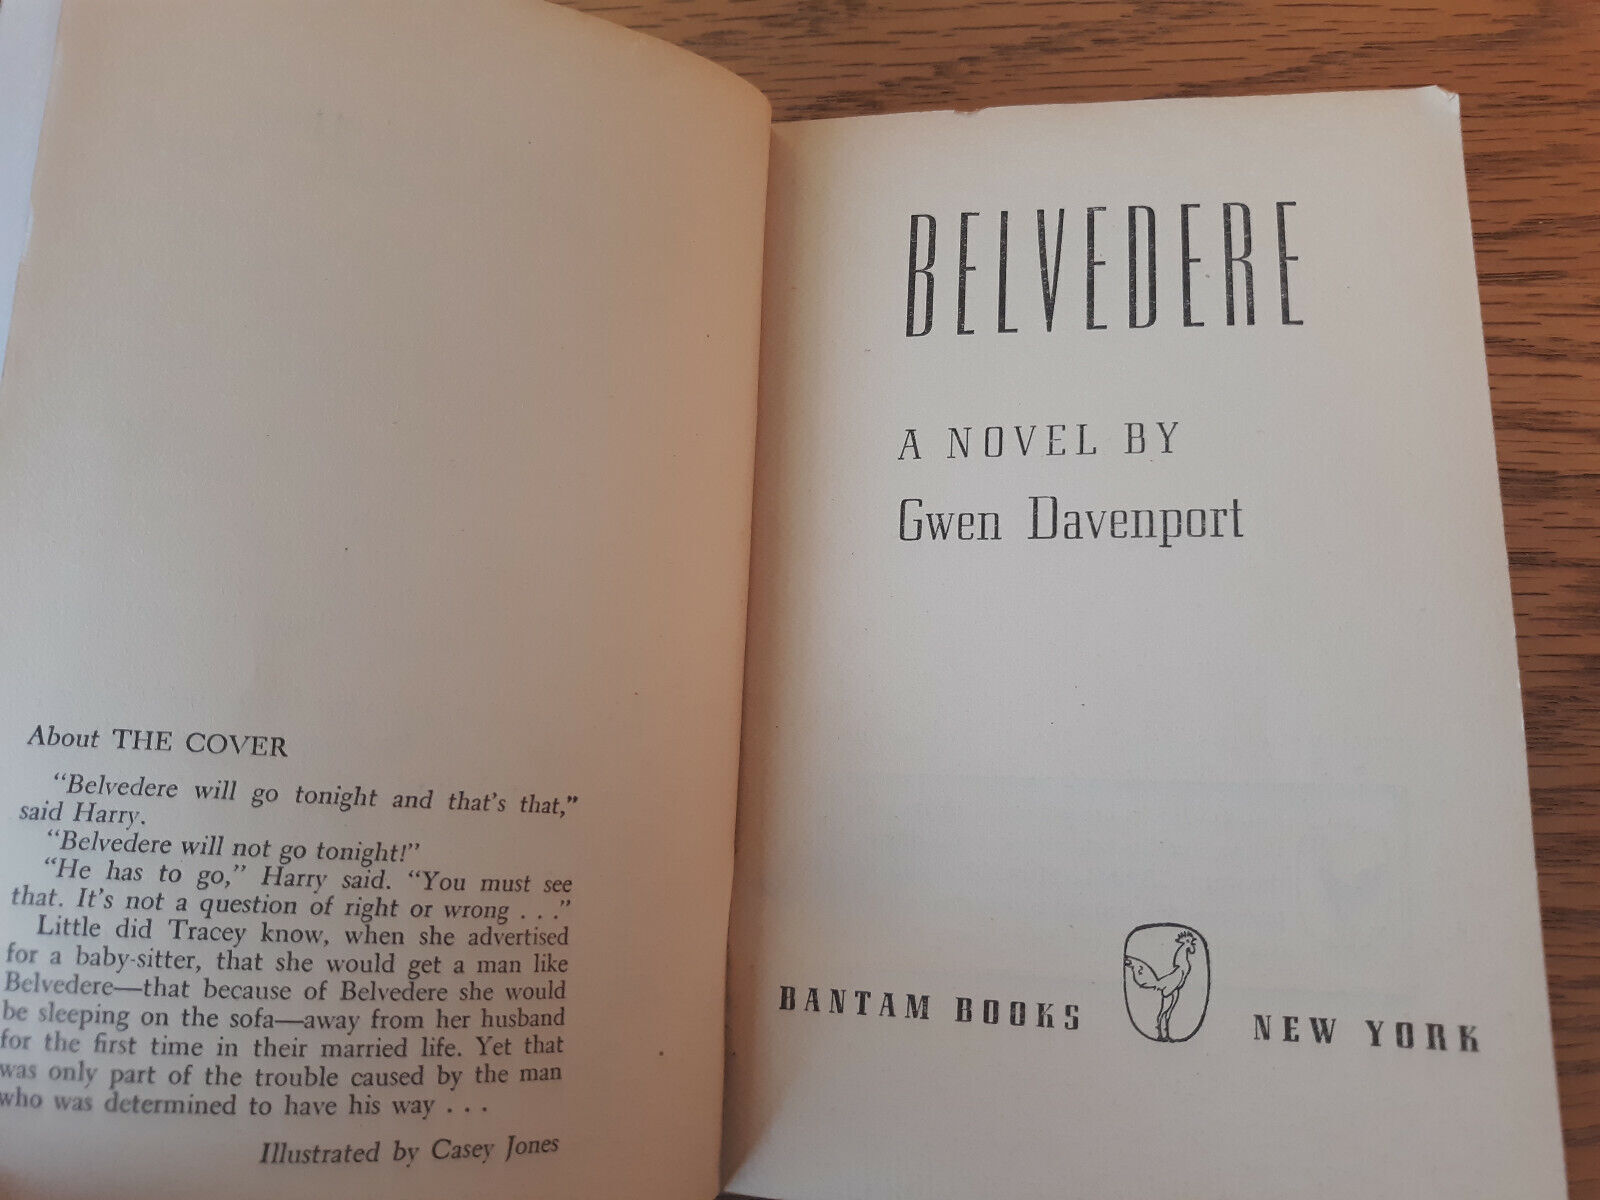 About THE COVER
"Belvedere will go tonight and that's that,"
said Harry.
"Belvedere will not go tonight!"
"He has to go," Harry said. "You must see
that. It's not a question of right or wrong . . ."
Little did Tracey know, when she advertised
for a baby-sitter, that she would get a man like
Belvedere—that because of Belvedere she would
be sleeping on the sofa—away from her husband
for the first time in their married life. Yet that
was only part of the trouble caused by the man
who was determined to have his way . . .
Illustrated by Casey Jones
BELVEDERE
A NOVEL BY
Gwen Davenport
BANTAM BOOKS NEW YORK